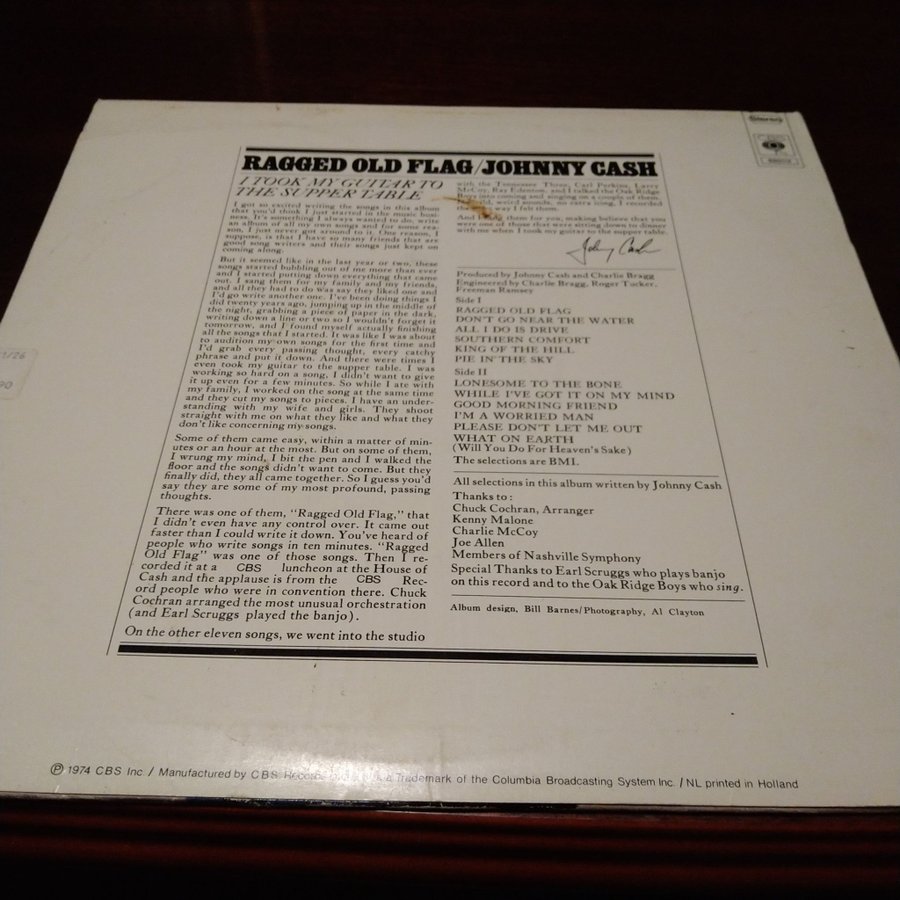 Stereo
CBS
RAGGED OLD FLAG/JOHNNY CASH
I TOOK MY GUITAR TO
THE SUPPER TABLE
I got so excited writing the songs in this album
that you'd think I just started in the music busi-
ness. It's something I always wanted to do, write
an album of all my own songs and for some rea-
son, I just never got around to it. One reason, I
suppose, is that I have so many friends that are
good song writers and their songs just kept on
coming along.
But it seemed like in the last year or two, these
songs started bubbling out of me more than ever
and I started putting down everything that came
out. I sang them for my family and my friends,
and all they had to do was say they liked one and
I'd go write another one. I've been doing things I
did twenty years ago, jumping up in the middle of
the night, grabbing a piece of paper in the dark,
writing down a line or two so I wouldn't forget it
tomorrow, and I found myself actually finishing
all the songs that I started. It was like I was about
to audition my own songs for the first time and
I'd grab every passing thought, every catchy
phrase and put it down. And there were times I
even took my guitar to the supper table. I was
working so hard on a song, I didn't want to give
it up even for a few minutes. So while I ate with
my family, I worked on the song at the same time
and they cut my songs to pieces. I have an under-
standing with my wife and girls. They shoot
straight with me on what they like and what they
don't like concerning my songs.
Some of them came easy, within a matter of min-
utes or an hour at the most. But on some of them,
I wrung my mind, I bit the pen and I walked the
floor and the songs didn't want to come. But they
finally did, they all came together. So I guess you'd
say they are some of my most profound, passing
thoughts.
There was one of them, "Ragged Old Flag," that
I didn't even have any control over. It came out
faster than I could write it down. You've heard of
people who write songs in ten minutes. "Ragged
Old Flag" was one of those songs. Then I re-
corded it at a CBS luncheon at the House of
Cash and the applause is from the CBS Rec-
ord people who were in convention there. Chuck
Cochran arranged the most unusual orchestration
(and Earl Scruggs played the banjo).
On the other eleven songs, we went into the studio
with the Tennessee Three, Carl Perkins, Larry
McCoy, Ray Edenton, and I talked the Oak Ridge
Boys into coming and singing on a couple of them.
wild, weird sounds, no extra icing, I recorded
the way I felt them.
And them for you, making believe that you
were one of those that were sitting down to dinner
with me when I took my guitar to the supper table.
Johnny Cash
Produced by Johnny Cash and Charlie Bragg
Engineered by Charlie Bragg, Roger Tucker,
Freeman Ramsey
Side I
RAGGED OLD FLAG
DON'T GO NEAR THE WATER
ALL I DO IS DRIVE
SOUTHERN COMFORT
KING OF THE HILL
PIE IN THE SKY
Side II
LONESOME TO THE BONE
WHILE I'VE GOT IT ON MY MIND
GOOD MORNING FRIEND
I'M A WORRIED MAN
PLEASE DON'T LET ME OUT
WHAT ON EARTH
(Will You Do For Heaven's Sake)
The selections are BMI.
All selections in this album written by Johnny Cash
Thanks to:
Chuck Cochran, Arranger
Kenny Malone
Charlie McCoy
Joe Allen
Members of Nashville Symphony
Special Thanks to Earl Scruggs who plays banjo
on this record and to the Oak Ridge Boys who sing.
Album design, Bill Barnes/Photography, Al Clayton
1/26
90
Ⓟ 1974 CBS Inc / Manufactured by CBS Records a Trademark of the Columbia Broadcasting System Inc. / NL printed in Holland